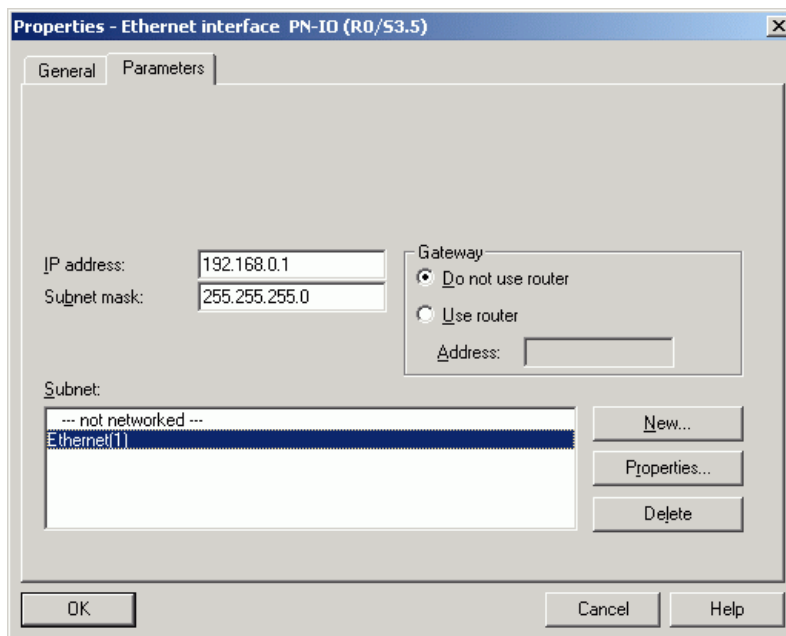 Properties - Ethernet interface PN-IO (R0/S3.5)
General Parameters
IP address: 192.168.0.1
Subnet mask: 255.255.255.0
Gateway
Do not use router
Use router
Address:
Subnet:
--- not networked ---
Ethernet(1)
New...
Properties...
Delete
OK Cancel Help